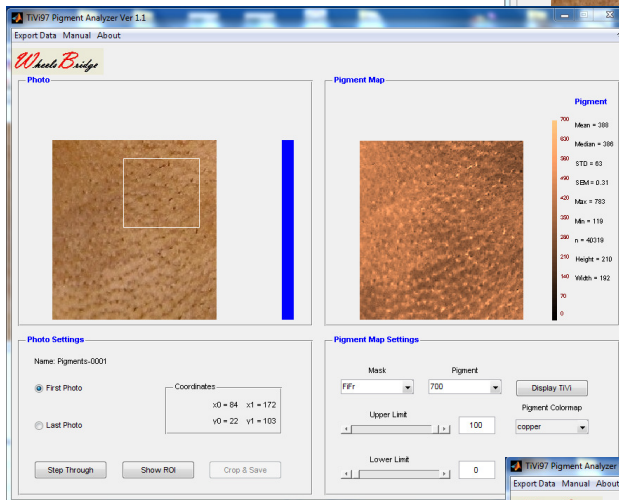 TiVi97 Pigment Analyzer Ver 1.1
Export Data Manual About
Wheels Bridge
Photo
Pigment Map
Pigment
700
630
560
490
420
350
280
210
140
70
0
Mean = 388
Median = 386
STD = 63
SEM = 0.31
Max = 783
Min = 119
n = 40319
Height = 210
Width = 192
Photo Settings
Name: Pigments-0001
First Photo
Last Photo
Coordinates
x0 = 84 x1 = 172
y0 = 22 y1 = 103
Step Through Show ROI Crop & Save
Pigment Map Settings
Mask Pigment
FiFr 700 Display TiVi
Upper Limit Pigment Colormap
100 copper
Lower Limit
0
TiVi97 Pigment Analyzer
Export Data Manual About